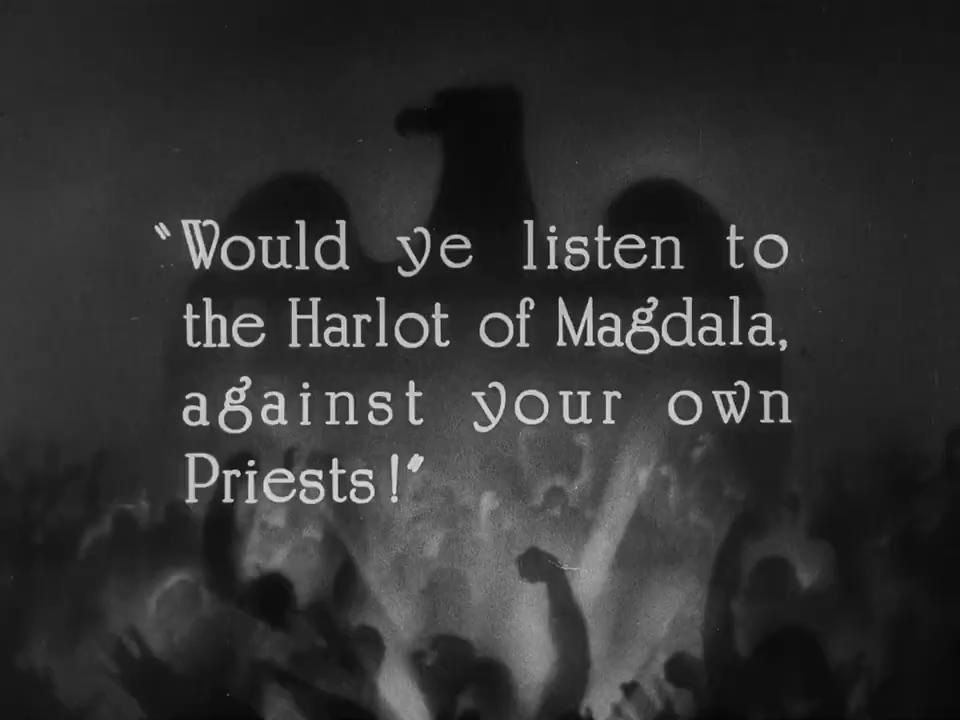 "Would ye listen to
the Harlot of Magdala,
against your own
Priests!"